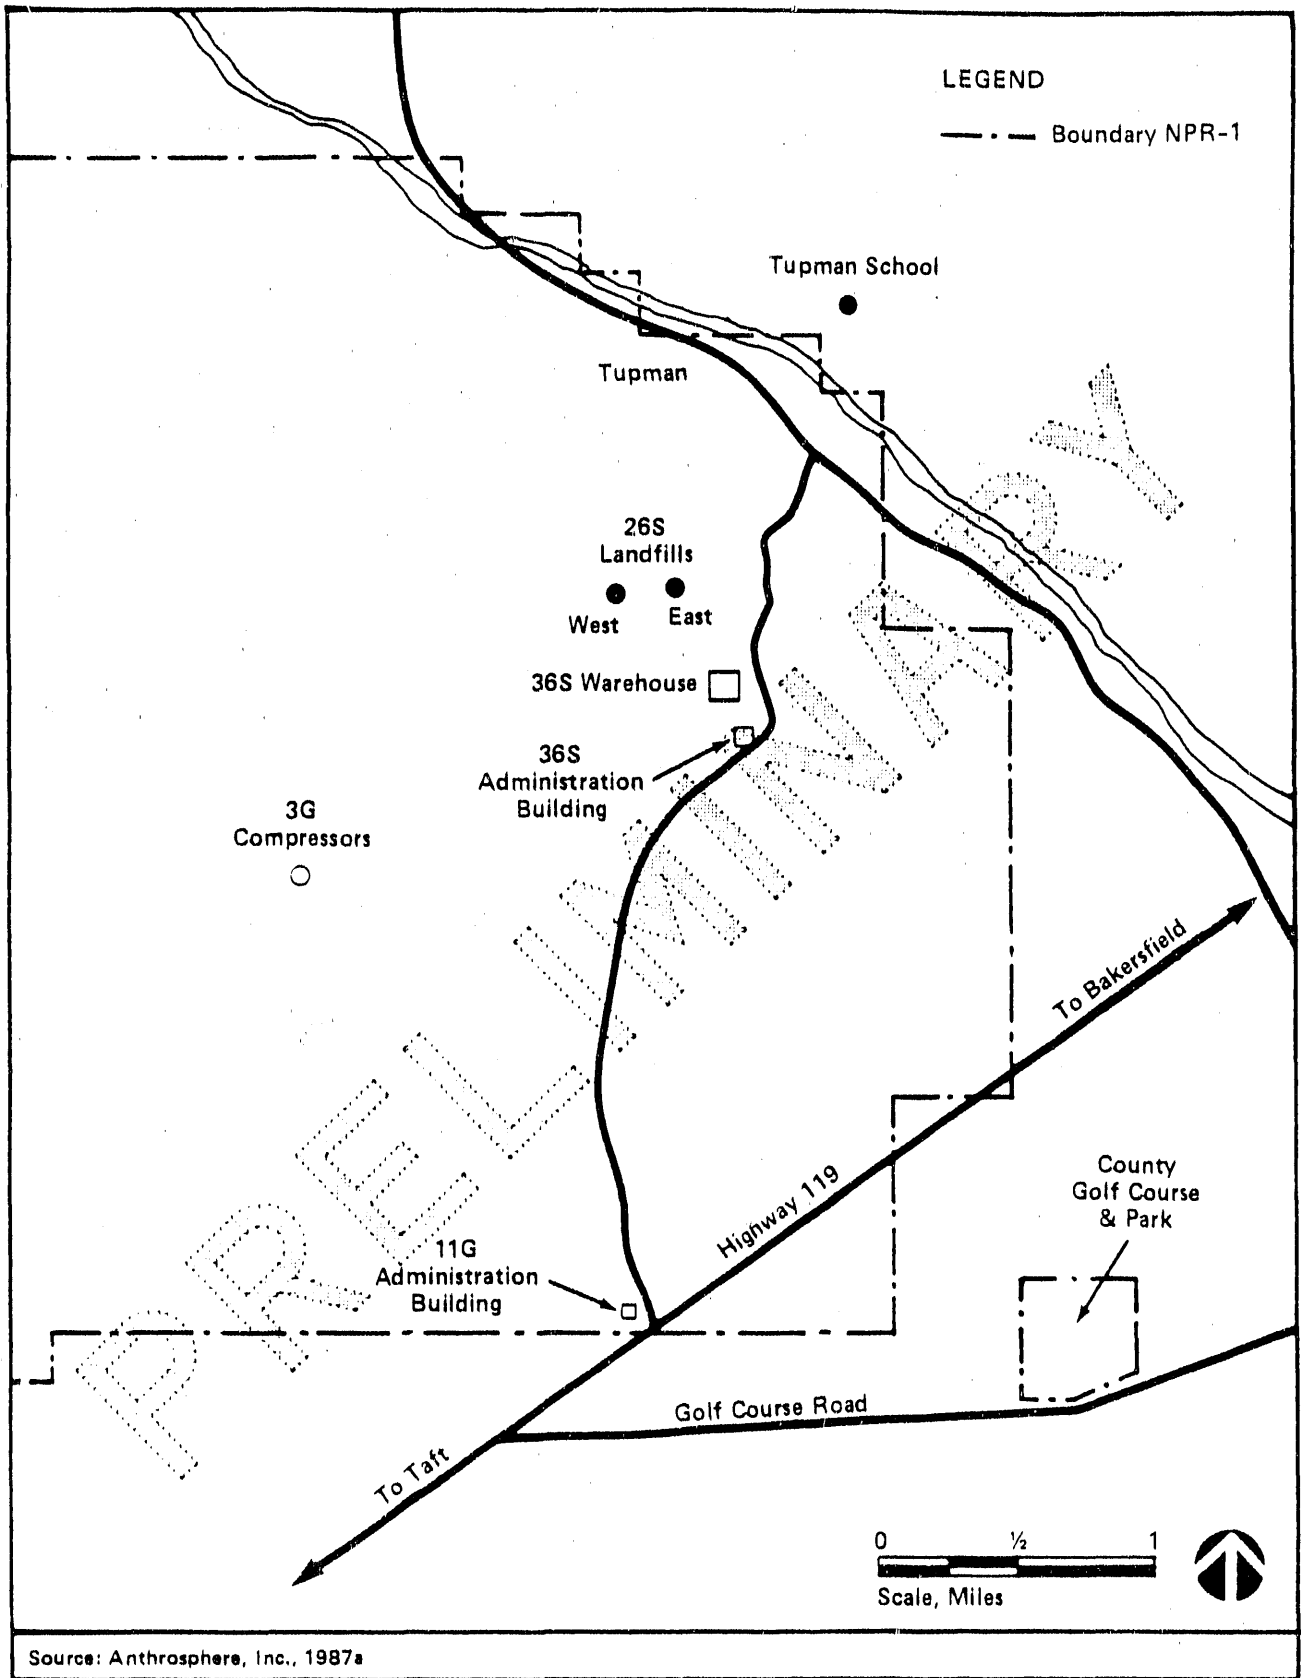 LEGEND
Boundary NPR-1
Tupman School
Tupman
26S
Landfills
West
East
36S Warehouse
36S
Administration
Building
3G
Compressors
PRELIMINARY
To Bakersfield
Highway 119
County
Golf Course
& Park
11G
Administration
Building
Golf Course Road
To Taft
0 ½ 1
Scale, Miles
Source: Anthrosphere, Inc., 1987a